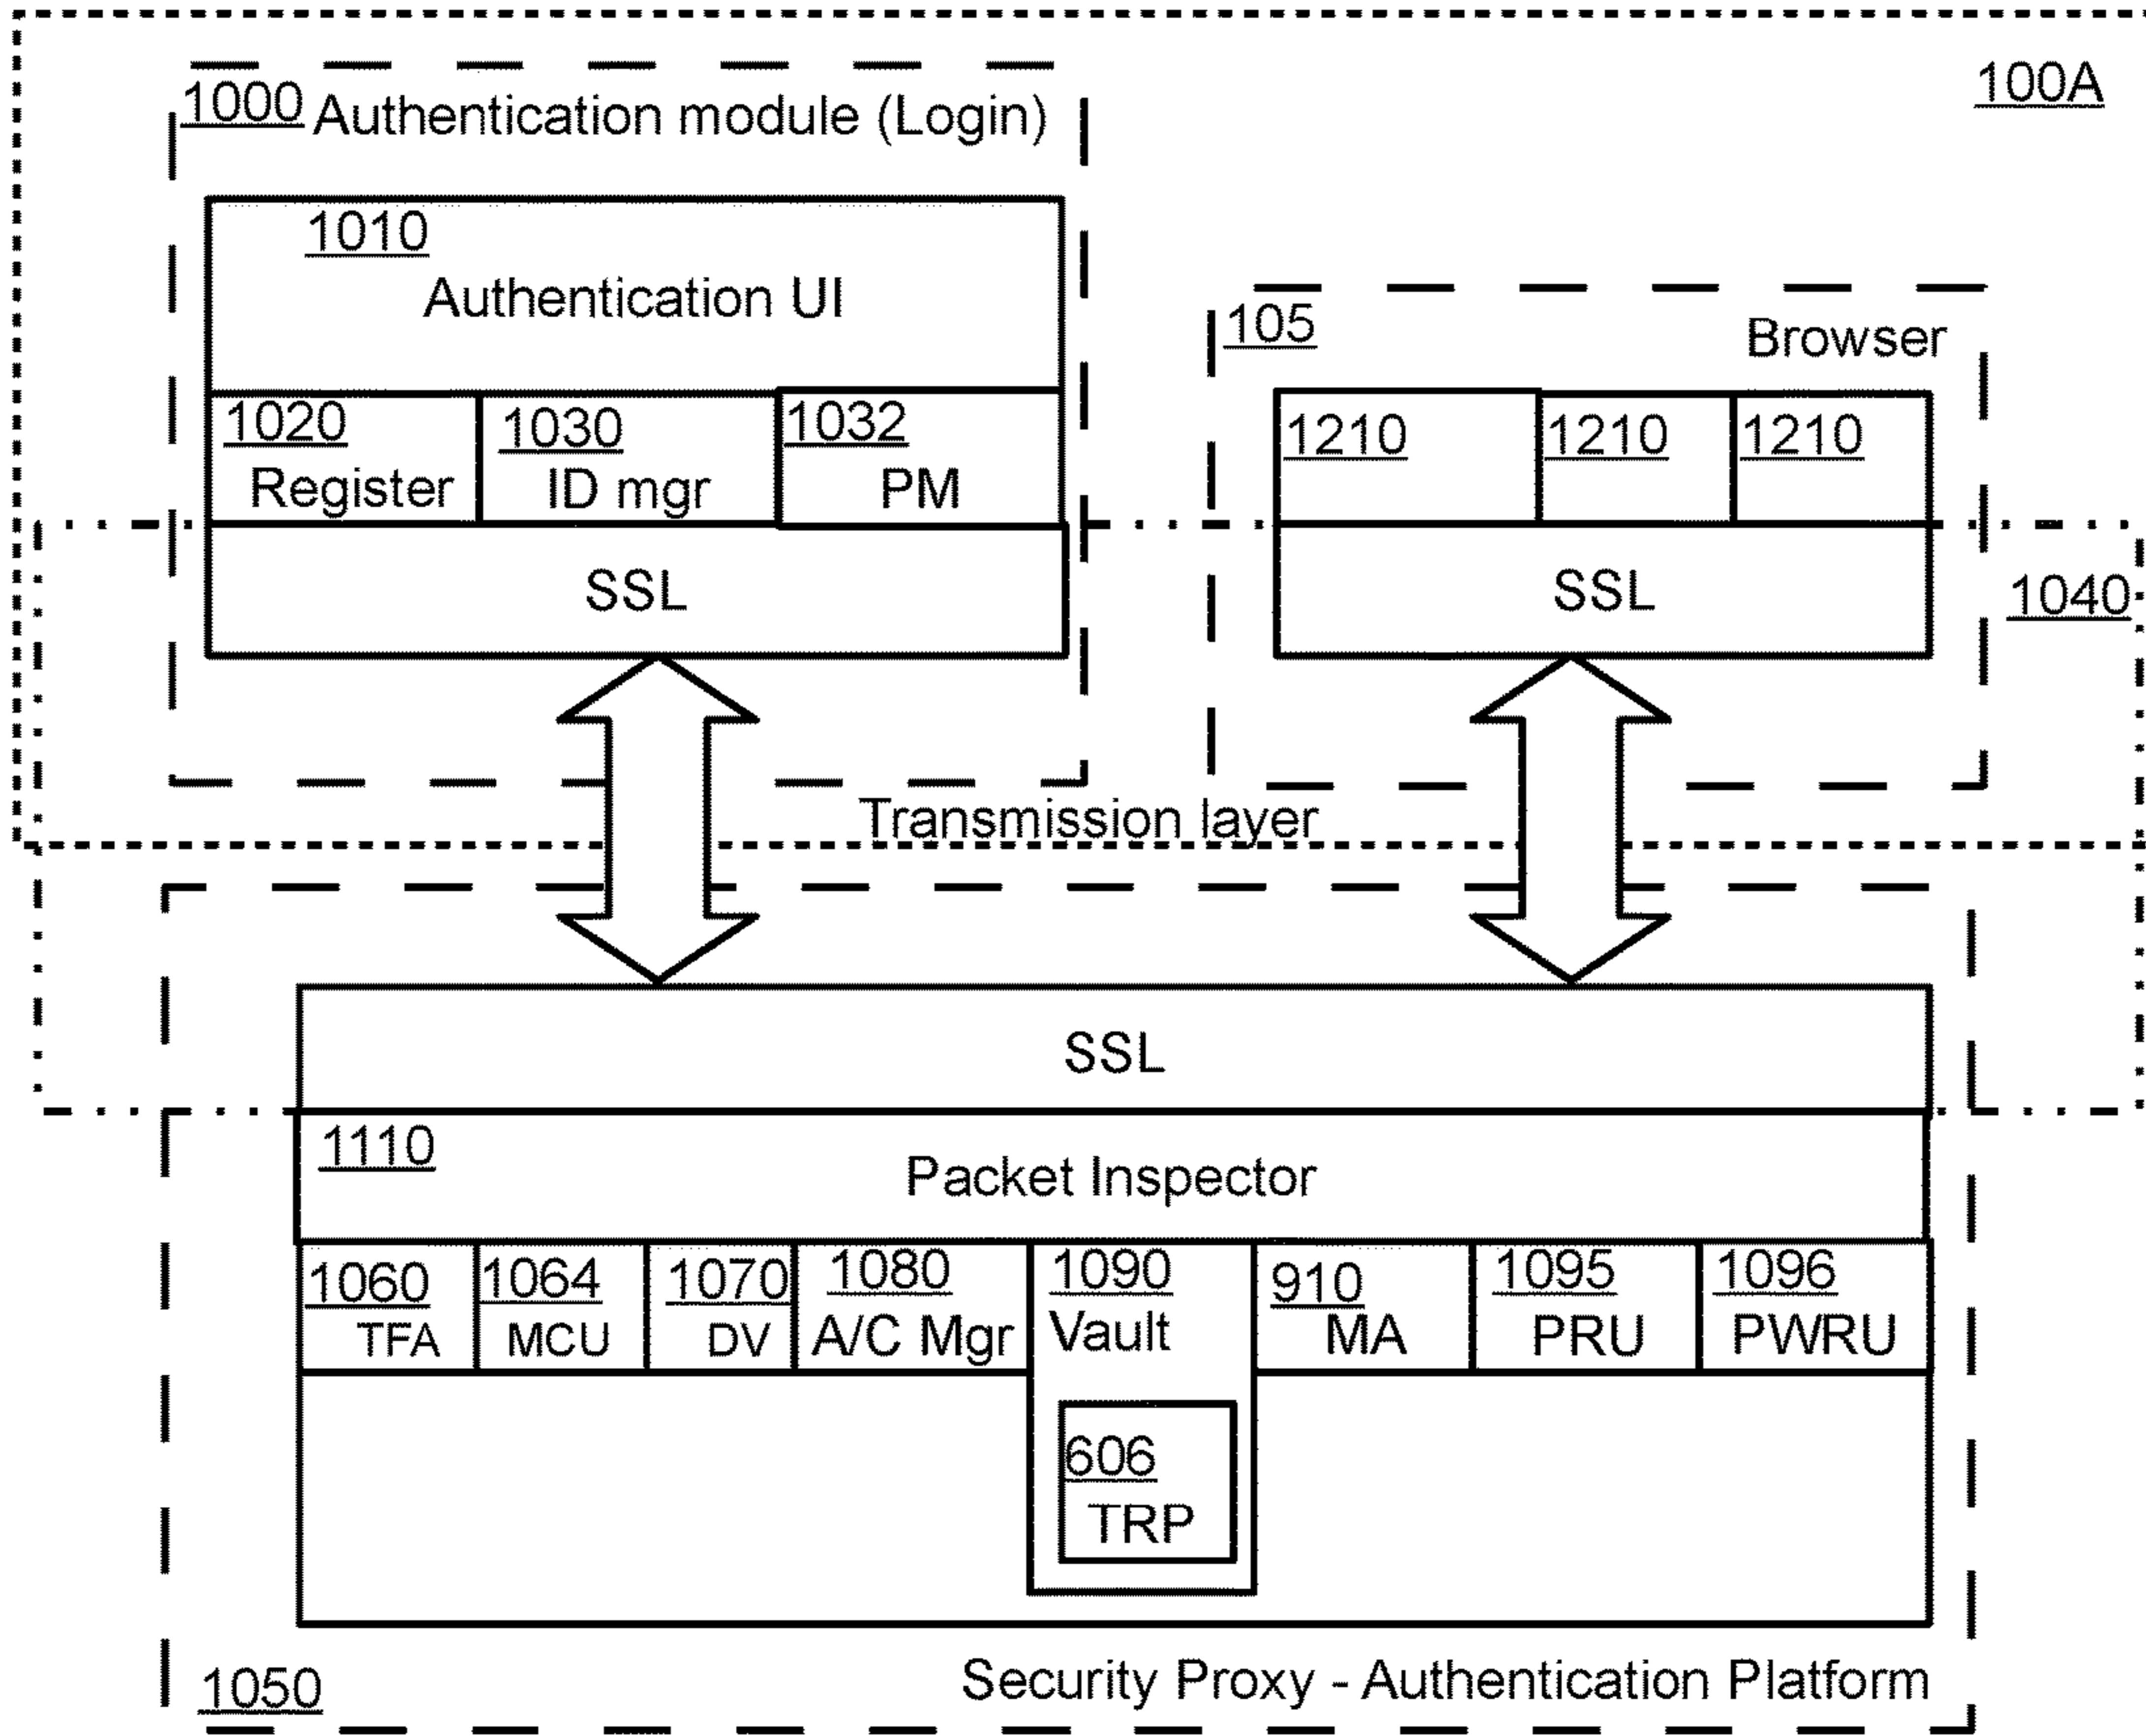 100A
1000 Authentication module (Login)
1010
Authentication UI
1020
Register
1030
ID mgr
1032
PM
SSL
105
Browser
1210
1210
1210
SSL
1040
Transmission layer
SSL
1110
Packet Inspector
1060
TFA
1064
MCU
1070
DV
1080
A/C Mgr
1090
Vault
910
MA
1095
PRU
1096
PWRU
606
TRP
1050
Security Proxy - Authentication Platform